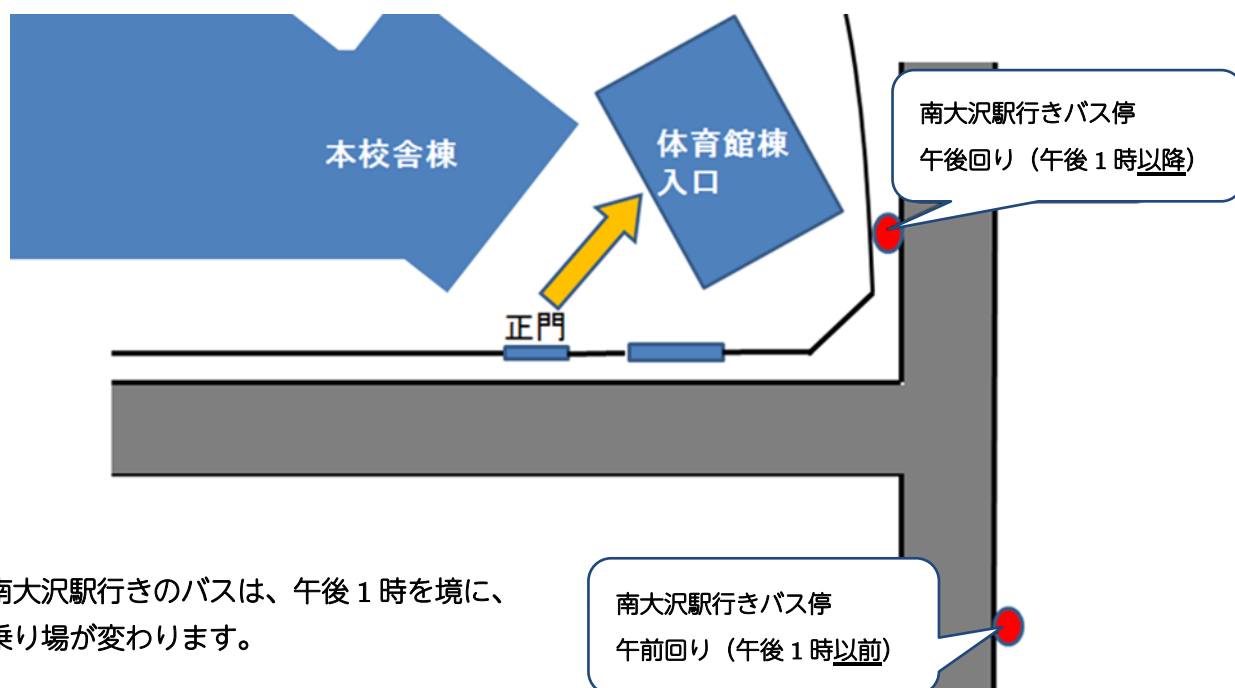 本校舎棟
体育館棟
入口
正門
南大沢駅行きバス停
午後回り（午後１時以降）
南大沢駅行きのバスは、午後１時を境に、
乗り場が変わります。
南大沢駅行きバス停
午前回り（午後１時以前）